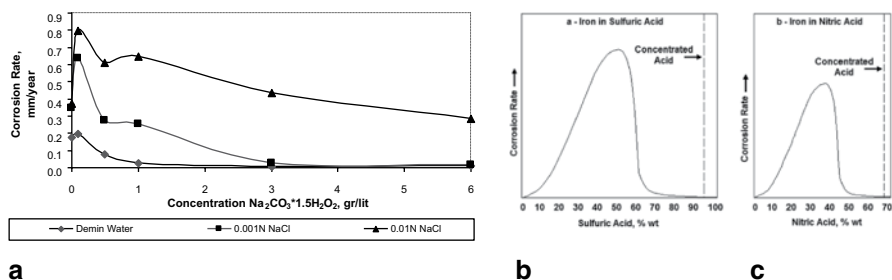 0.9
0.8
0.7
0.6
0.5
0.4
0.3
0.2
0.1
0.0
Corrosion Rate,
mm/year
0 1 2 3 4 5 6
Concentration Na₂CO₃*1.5H₂O₂, gr/lit
Demin Water 0.001N NaCl 0.01N NaCl
a
a - Iron in Sulfuric Acid
Concentrated
Acid
Corrosion Rate
0 10 20 30 40 50 60 70 80 90 100
Sulfuric Acid, % wt
b
b - Iron in Nitric Acid
Concentrated
Acid
Corrosion Rate
0 10 20 30 40 50 60 70
Nitric Acid, % wt
c